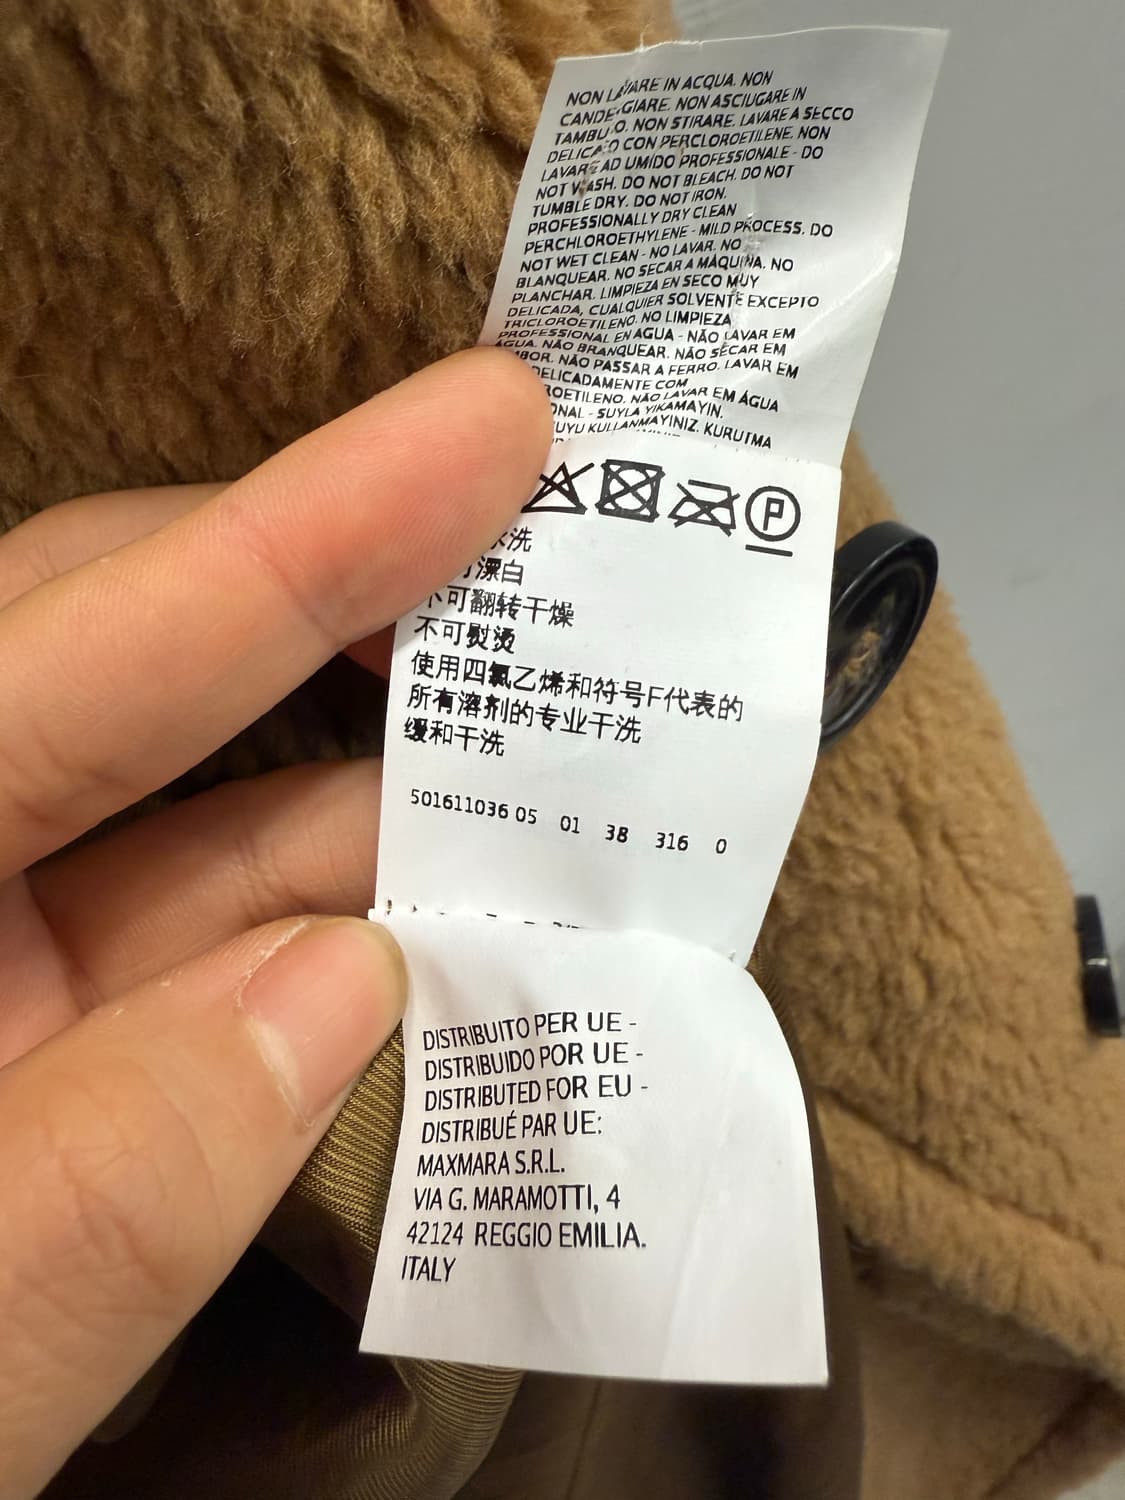 NON LAVARE IN ACQUA. NON
CANDEGGIARE. NON ASCIUGARE IN
TAMBURO. NON STIRARE. LAVARE A SECCO
DELICATO CON PERCLOROETILENE. NON
LAVARE AD UMIDO PROFESSIONALE - DO
NOT WASH. DO NOT BLEACH. DO NOT
TUMBLE DRY. DO NOT IRON.
PROFESSIONALLY DRY CLEAN
PERCHLOROETHYLENE - MILD PROCESS. DO
NOT WET CLEAN - NO LAVAR. NO
BLANQUEAR. NO SECAR A MÁQUINA. NO
PLANCHAR. LIMPIEZA EN SECO MUY
DELICADA, CUALQUIER SOLVENTE EXCEPTO
TRICLOROETILENO. NO LIMPIEZA
PROFESSIONAL EN AGUA - NÃO LAVAR EM
AGUA. NÃO BRANQUEAR. NÃO SECAR EM
MBOR. NÃO PASSAR A FERRO. LAVAR EM
DELICADAMENTE COM
ROETILENO. NÃO LAVAR EM ÁGUA
ONAL - SUYLA YIKAMAYIN.
UYU KULLANMAYINIZ. KURUTMA
P
水洗
可漂白
不可翻转干燥
不可熨烫
使用四氯乙烯和符号F代表的
所有溶剂的专业干洗
缓和干洗
501611036 05 01 38 316 0
DISTRIBUITO PER UE -
DISTRIBUIDO POR UE -
DISTRIBUTED FOR EU -
DISTRIBUÉ PAR UE:
MAXMARA S.R.L.
VIA G. MARAMOTTI, 4
42124 REGGIO EMILIA.
ITALY